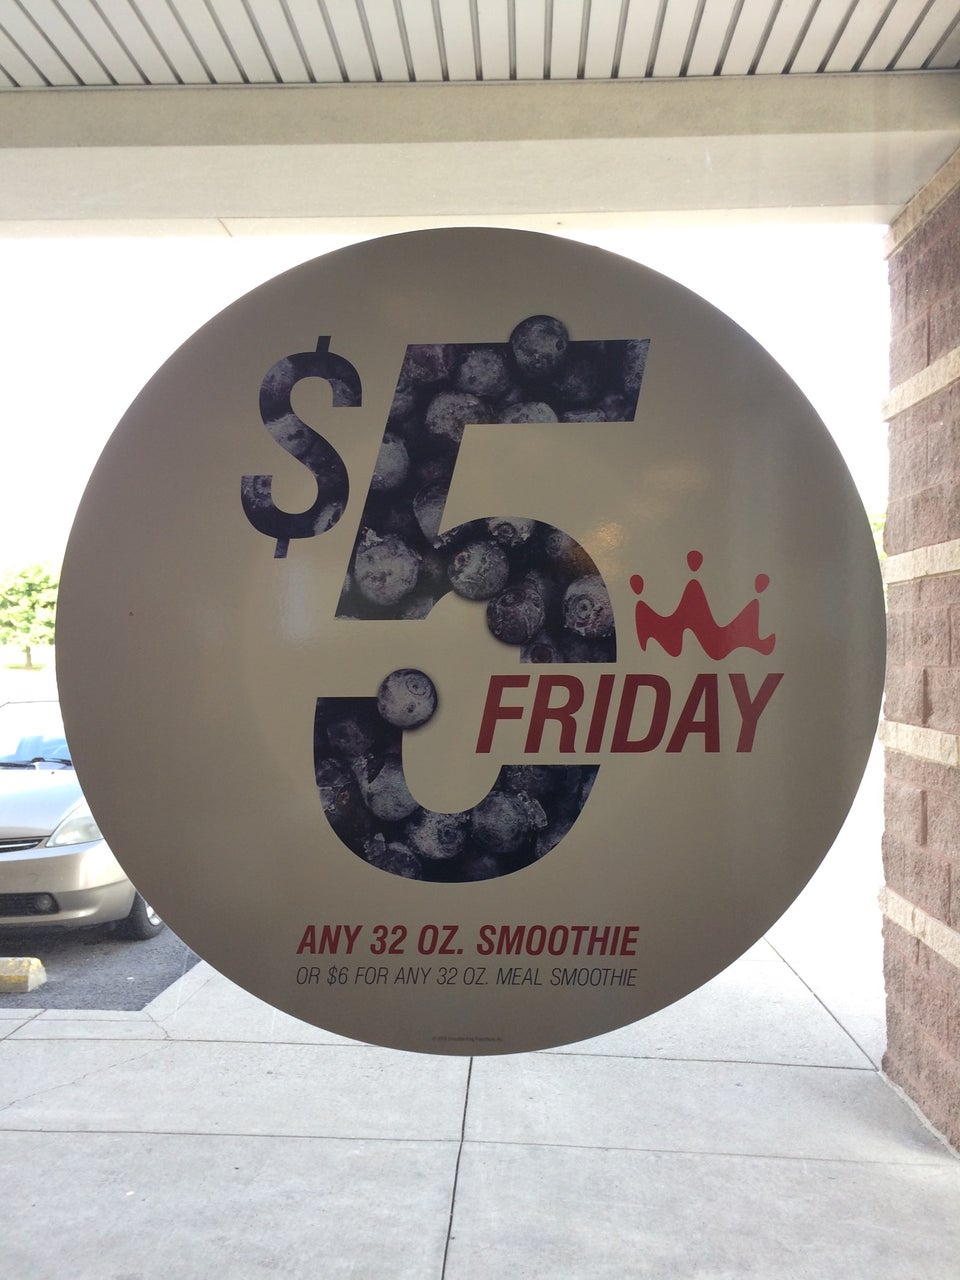 $5
FRIDAY
ANY 32 OZ. SMOOTHIE
OR $6 FOR ANY 32 OZ. MEAL SMOOTHIE